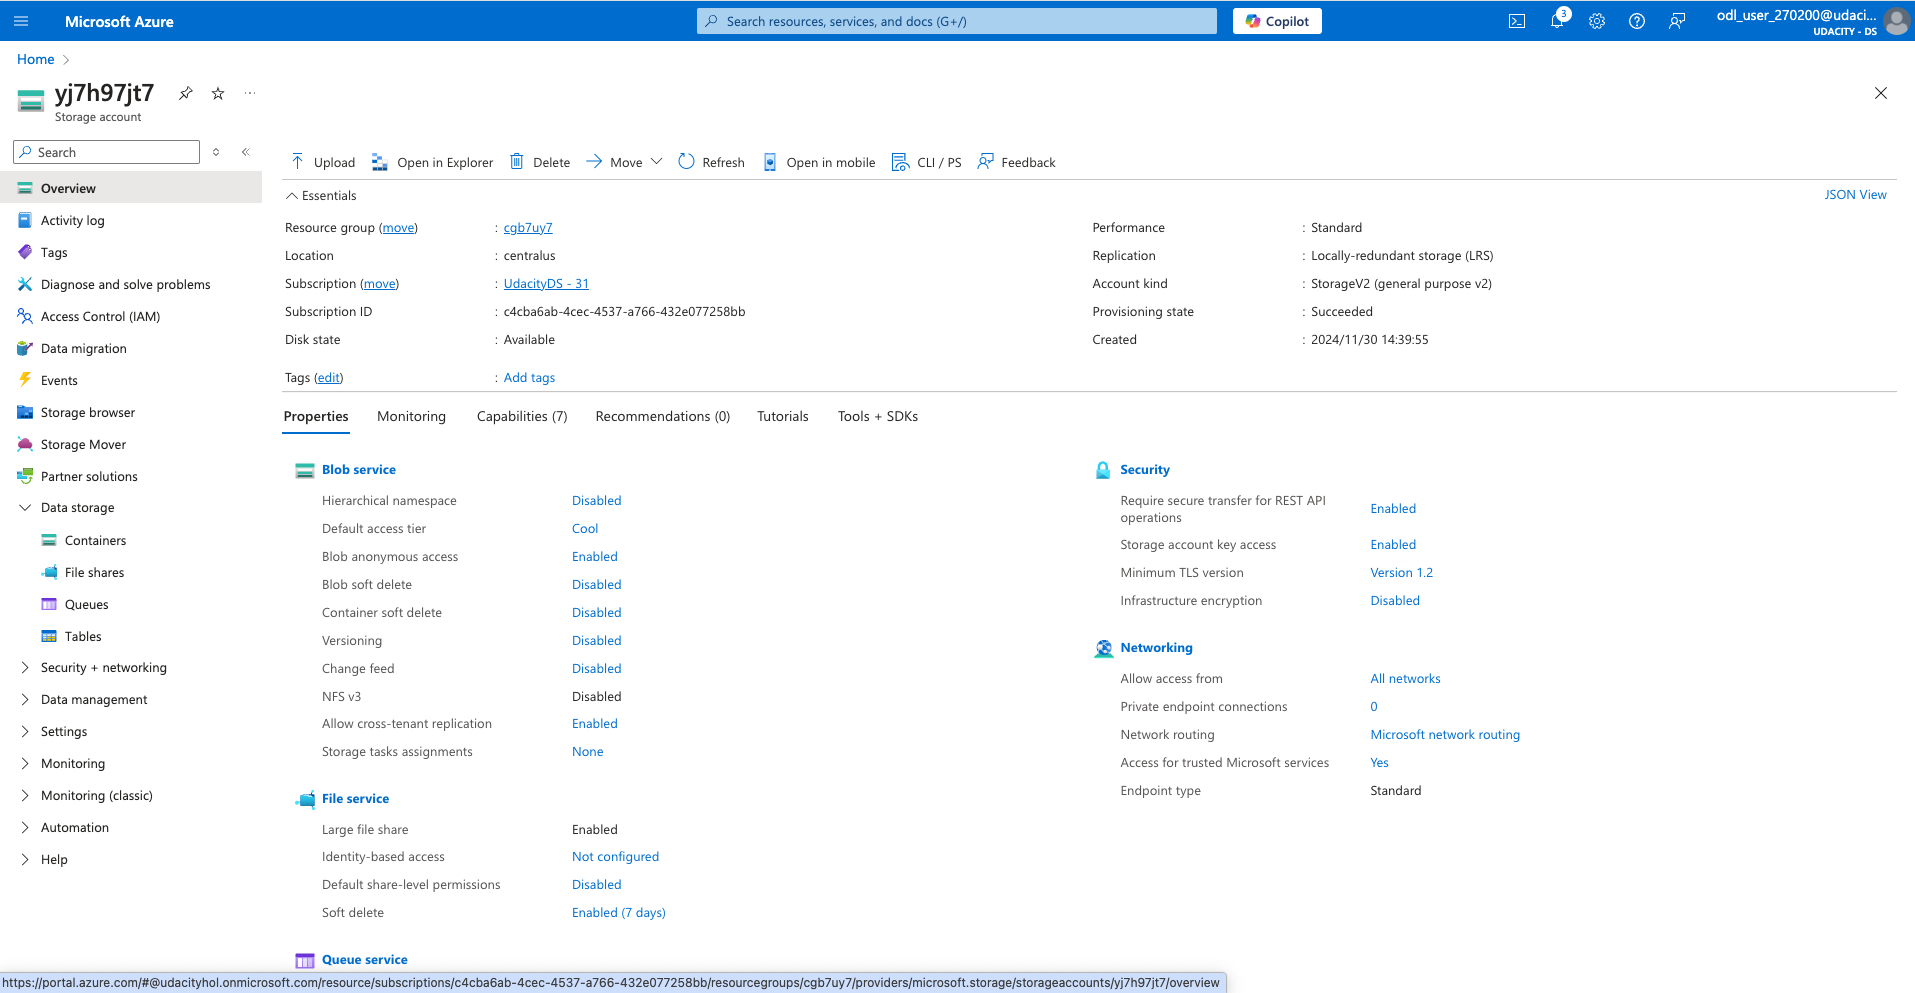 Microsoft Azure
Search resources, services, and docs (G+/)
Copilot
3
odl_user_270200@udaci...
UDACITY - DS
Home
yj7h97jt7
Storage account
Search
Overview
Activity log
Tags
Diagnose and solve problems
Access Control (IAM)
Data migration
Events
Storage browser
Storage Mover
Partner solutions
Data storage
Containers
File shares
Queues
Tables
Security + networking
Data management
Settings
Monitoring
Monitoring (classic)
Automation
Help
Upload Open in Explorer Delete Move Refresh Open in mobile CLI / PS Feedback
Essentials
JSON View
Resource group (move) : cgb7uy7
Location : centralus
Subscription (move) : UdacityDS - 31
Subscription ID : c4cba6ab-4cec-4537-a766-432e077258bb
Disk state : Available
Tags (edit) : Add tags
Performance : Standard
Replication : Locally-redundant storage (LRS)
Account kind : StorageV2 (general purpose v2)
Provisioning state : Succeeded
Created : 2024/11/30 14:39:55
Properties Monitoring Capabilities (7) Recommendations (0) Tutorials Tools + SDKs
Blob service
Hierarchical namespace Disabled
Default access tier Cool
Blob anonymous access Enabled
Blob soft delete Disabled
Container soft delete Disabled
Versioning Disabled
Change feed Disabled
NFS v3 Disabled
Allow cross-tenant replication Enabled
Storage tasks assignments None
File service
Large file share Enabled
Identity-based access Not configured
Default share-level permissions Disabled
Soft delete Enabled (7 days)
Queue service
Security
Require secure transfer for REST API
operations Enabled
Storage account key access Enabled
Minimum TLS version Version 1.2
Infrastructure encryption Disabled
Networking
Allow access from All networks
Private endpoint connections 0
Network routing Microsoft network routing
Access for trusted Microsoft services Yes
Endpoint type Standard
https://portal.azure.com/#@udacityhol.onmicrosoft.com/resource/subscriptions/c4cba6ab-4cec-4537-a766-432e077258bb/resourcegroups/cgb7uy7/providers/microsoft.storage/storageaccounts/yj7h97jt7/overview